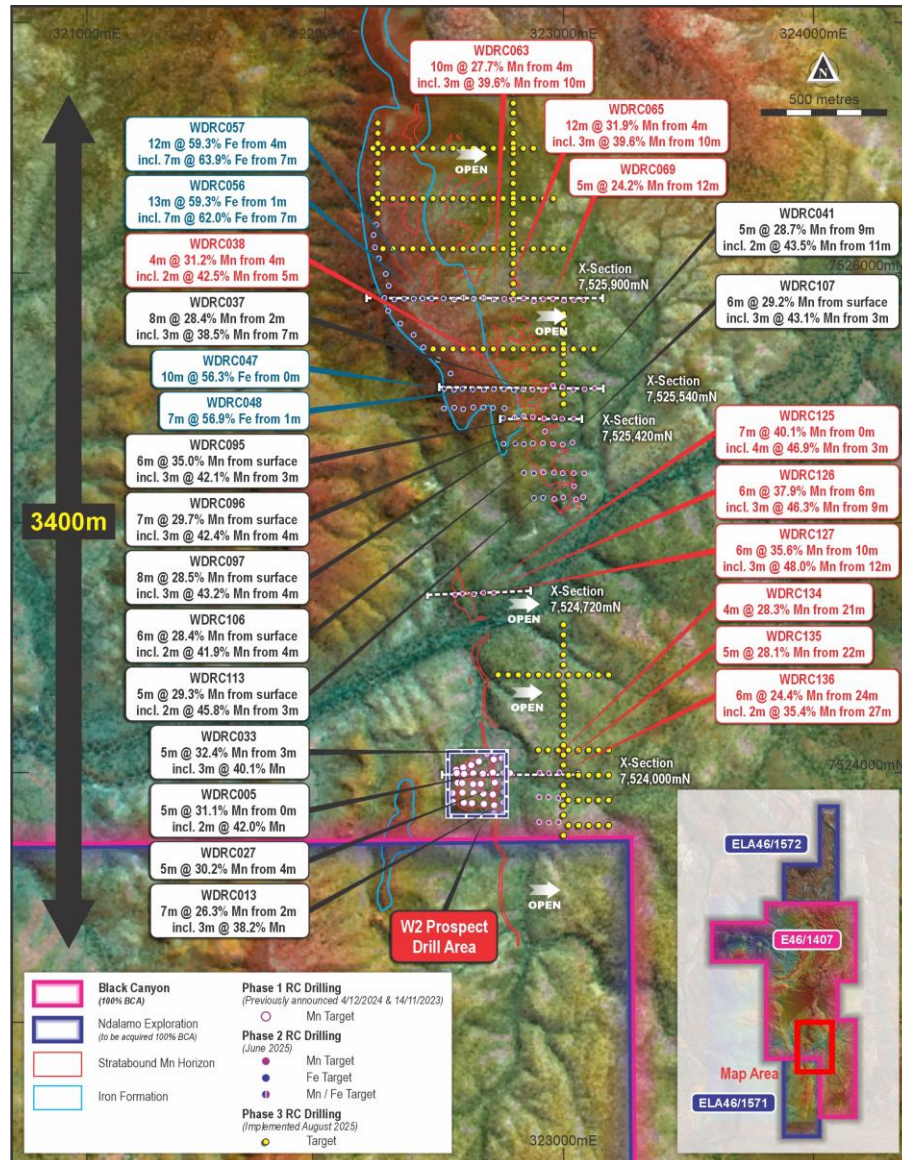 321000mE
322000mE
323000mE
324000mE
N
500 metres
WDRC063
10m @ 27.7% Mn from 4m
incl. 3m @ 39.6% Mn from 10m
WDRC065
12m @ 31.9% Mn from 4m
incl. 3m @ 39.6% Mn from 10m
WDRC069
5m @ 24.2% Mn from 12m
WDRC057
12m @ 59.3% Fe from 4m
incl. 7m @ 63.9% Fe from 7m
WDRC056
13m @ 59.3% Fe from 1m
incl. 7m @ 62.0% Fe from 7m
WDRC038
4m @ 31.2% Mn from 4m
incl. 2m @ 42.5% Mn from 5m
WDRC037
8m @ 28.4% Mn from 2m
incl. 3m @ 38.5% Mn from 7m
WDRC047
10m @ 56.3% Fe from 0m
WDRC048
7m @ 56.9% Fe from 1m
WDRC095
6m @ 35.0% Mn from surface
incl. 3m @ 42.1% Mn from 3m
WDRC096
7m @ 29.7% Mn from surface
incl. 3m @ 42.4% Mn from 4m
WDRC097
8m @ 28.5% Mn from surface
incl. 3m @ 43.2% Mn from 4m
WDRC106
6m @ 28.4% Mn from surface
incl. 2m @ 41.9% Mn from 4m
WDRC113
5m @ 29.3% Mn from surface
incl. 2m @ 45.8% Mn from 3m
WDRC033
5m @ 32.4% Mn from 3m
incl. 3m @ 40.1% Mn
WDRC005
5m @ 31.1% Mn from 0m
incl. 2m @ 42.0% Mn
WDRC027
5m @ 30.2% Mn from 4m
WDRC013
7m @ 26.3% Mn from 2m
incl. 3m @ 38.2% Mn
3400m
OPEN
WDRC041
5m @ 28.7% Mn from 9m
incl. 2m @ 43.5% Mn from 11m
7526000mN
X-Section
7,525,900mN
WDRC107
6m @ 29.2% Mn from surface
incl. 3m @ 43.1% Mn from 3m
OPEN
X-Section
7,525,540mN
X-Section
7,525,420mN
WDRC125
7m @ 40.1% Mn from 0m
incl. 4m @ 46.9% Mn from 3m
WDRC126
6m @ 37.9% Mn from 6m
incl. 3m @ 46.3% Mn from 9m
WDRC127
6m @ 35.6% Mn from 10m
incl. 3m @ 48.0% Mn from 12m
X-Section
7,524,720mN
OPEN
WDRC134
4m @ 28.3% Mn from 21m
WDRC135
5m @ 28.1% Mn from 22m
WDRC136
6m @ 24.4% Mn from 24m
incl. 2m @ 35.4% Mn from 27m
OPEN
X-Section
7,524,000mN
7524000mN
OPEN
W2 Prospect
Drill Area
323000mE
Black Canyon
(100% BCA)
Ndalamo Exploration
(to be acquired 100% BCA)
Stratabound Mn Horizon
Iron Formation
Phase 1 RC Drilling
(Previously announced 4/12/2024 & 14/11/2023)
Mn Target
Phase 2 RC Drilling
(June 2025)
Mn Target
Fe Target
Mn / Fe Target
Phase 3 RC Drilling
(Implemented August 2025)
Target
ELA46/1572
E46/1407
Map Area
ELA46/1571